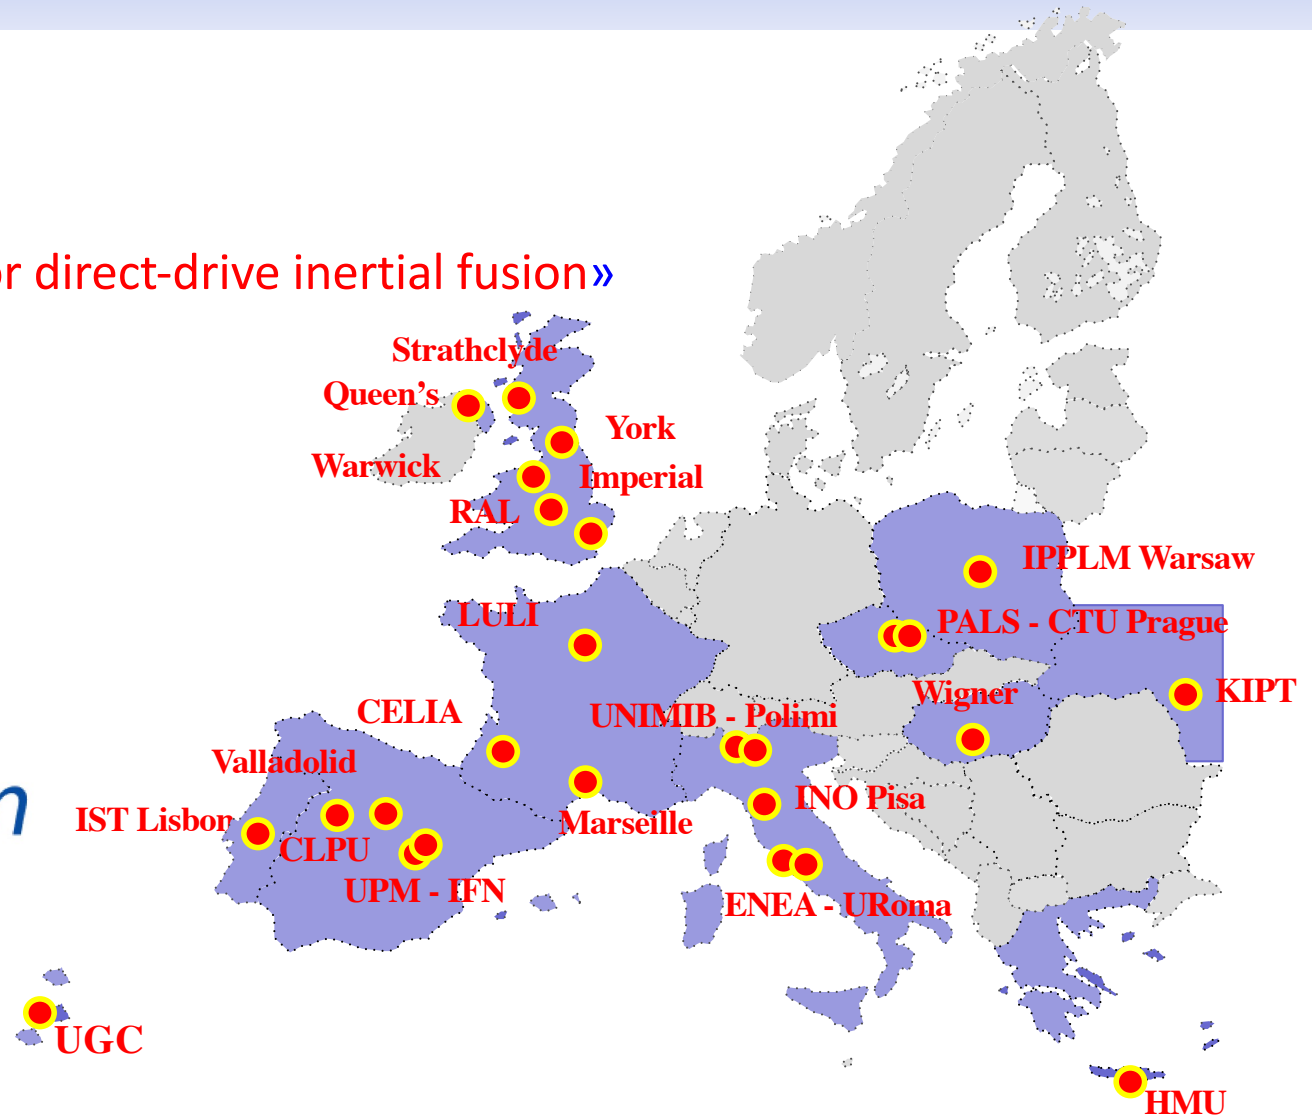 or direct-drive inertial fusion»
Strathclyde
Queen's
York
Warwick
Imperial
RAL
IPPLM Warsaw
LULI
PALS - CTU Prague
Wigner
KIPT
CELIA
UNIMIB - Polimi
Valladolid
INO Pisa
IST Lisbon
Marseille
CLPU
UPM - IFN
ENEA - URoma
UGC
HMU